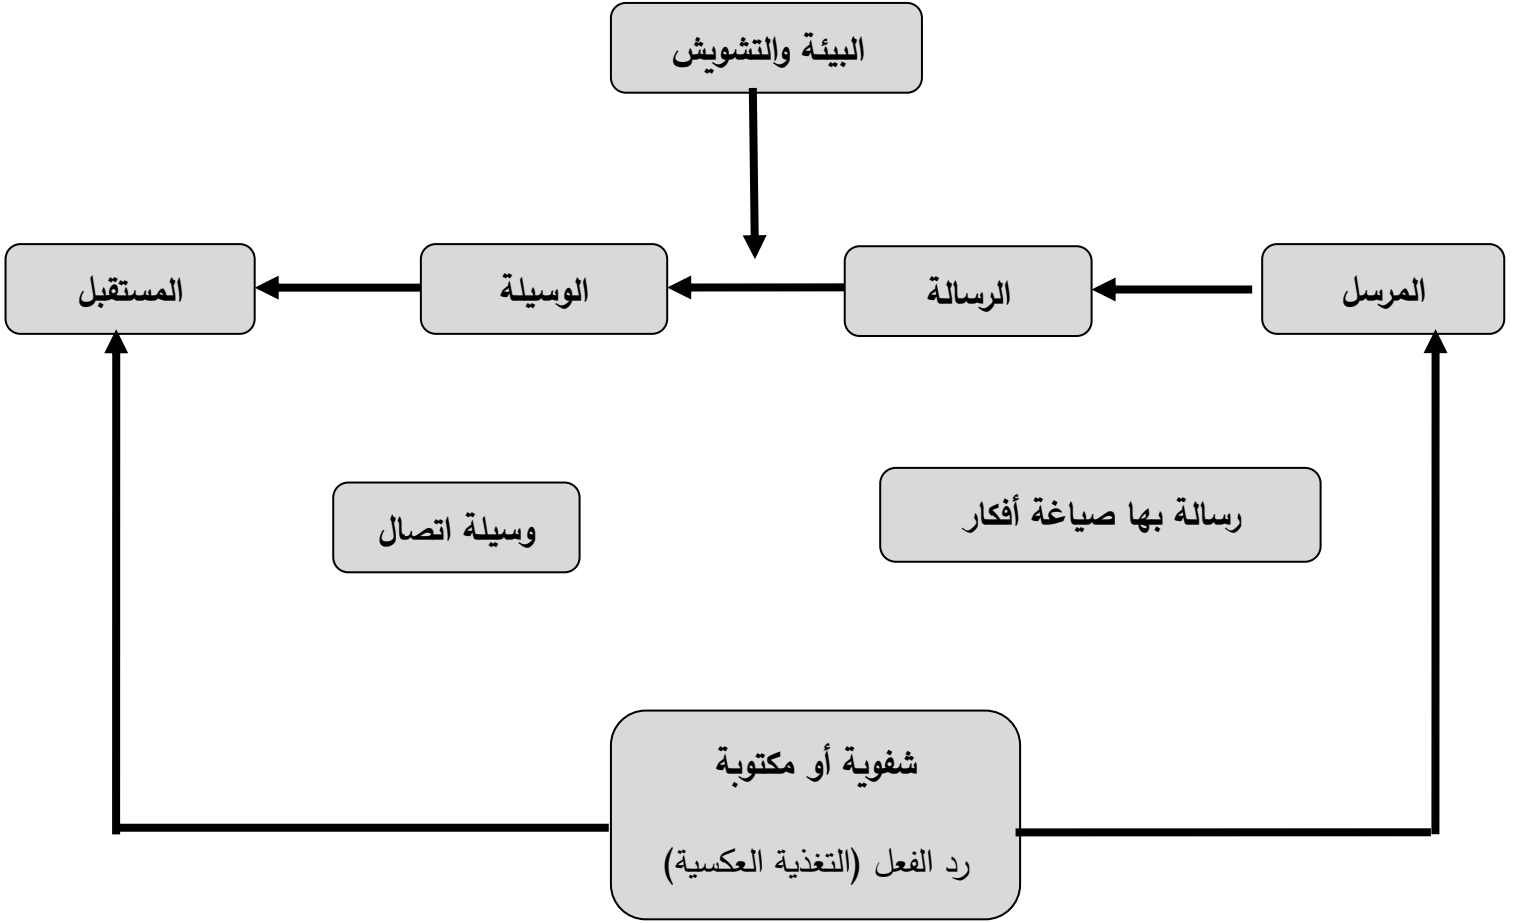 البيئة والتشويش
المرسل
الرسالة
الوسيلة
المستقبل
رسالة بها صياغة أفكار
وسيلة اتصال
شفوية أو مكتوبة
رد الفعل (التغذية العكسية)